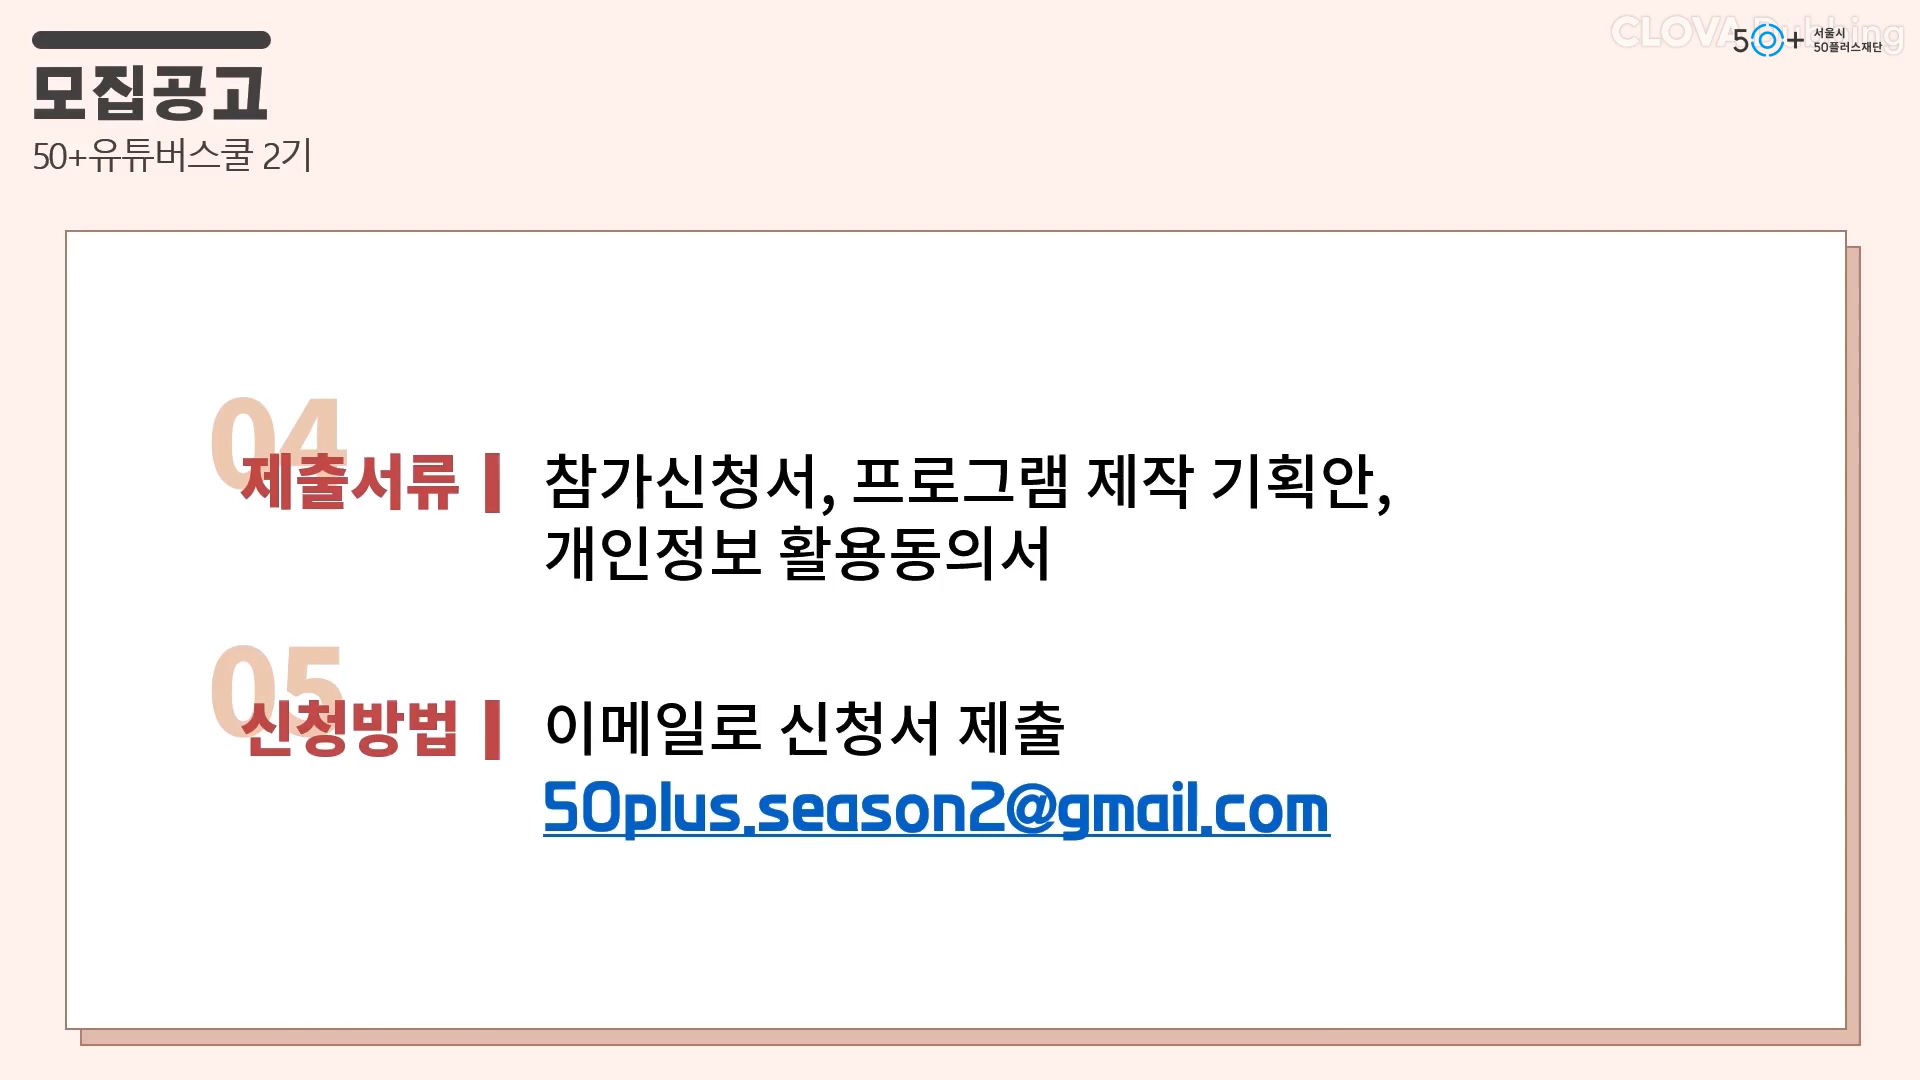 모집공고
50+유튜버스쿨 2기
CLOVA Dubbing
50+ 서울시
50플러스재단
04
제출서류 참가신청서, 프로그램 제작 기획안,
개인정보 활용동의서
05
신청방법 이메일로 신청서 제출
50plus.season2@gmail.com